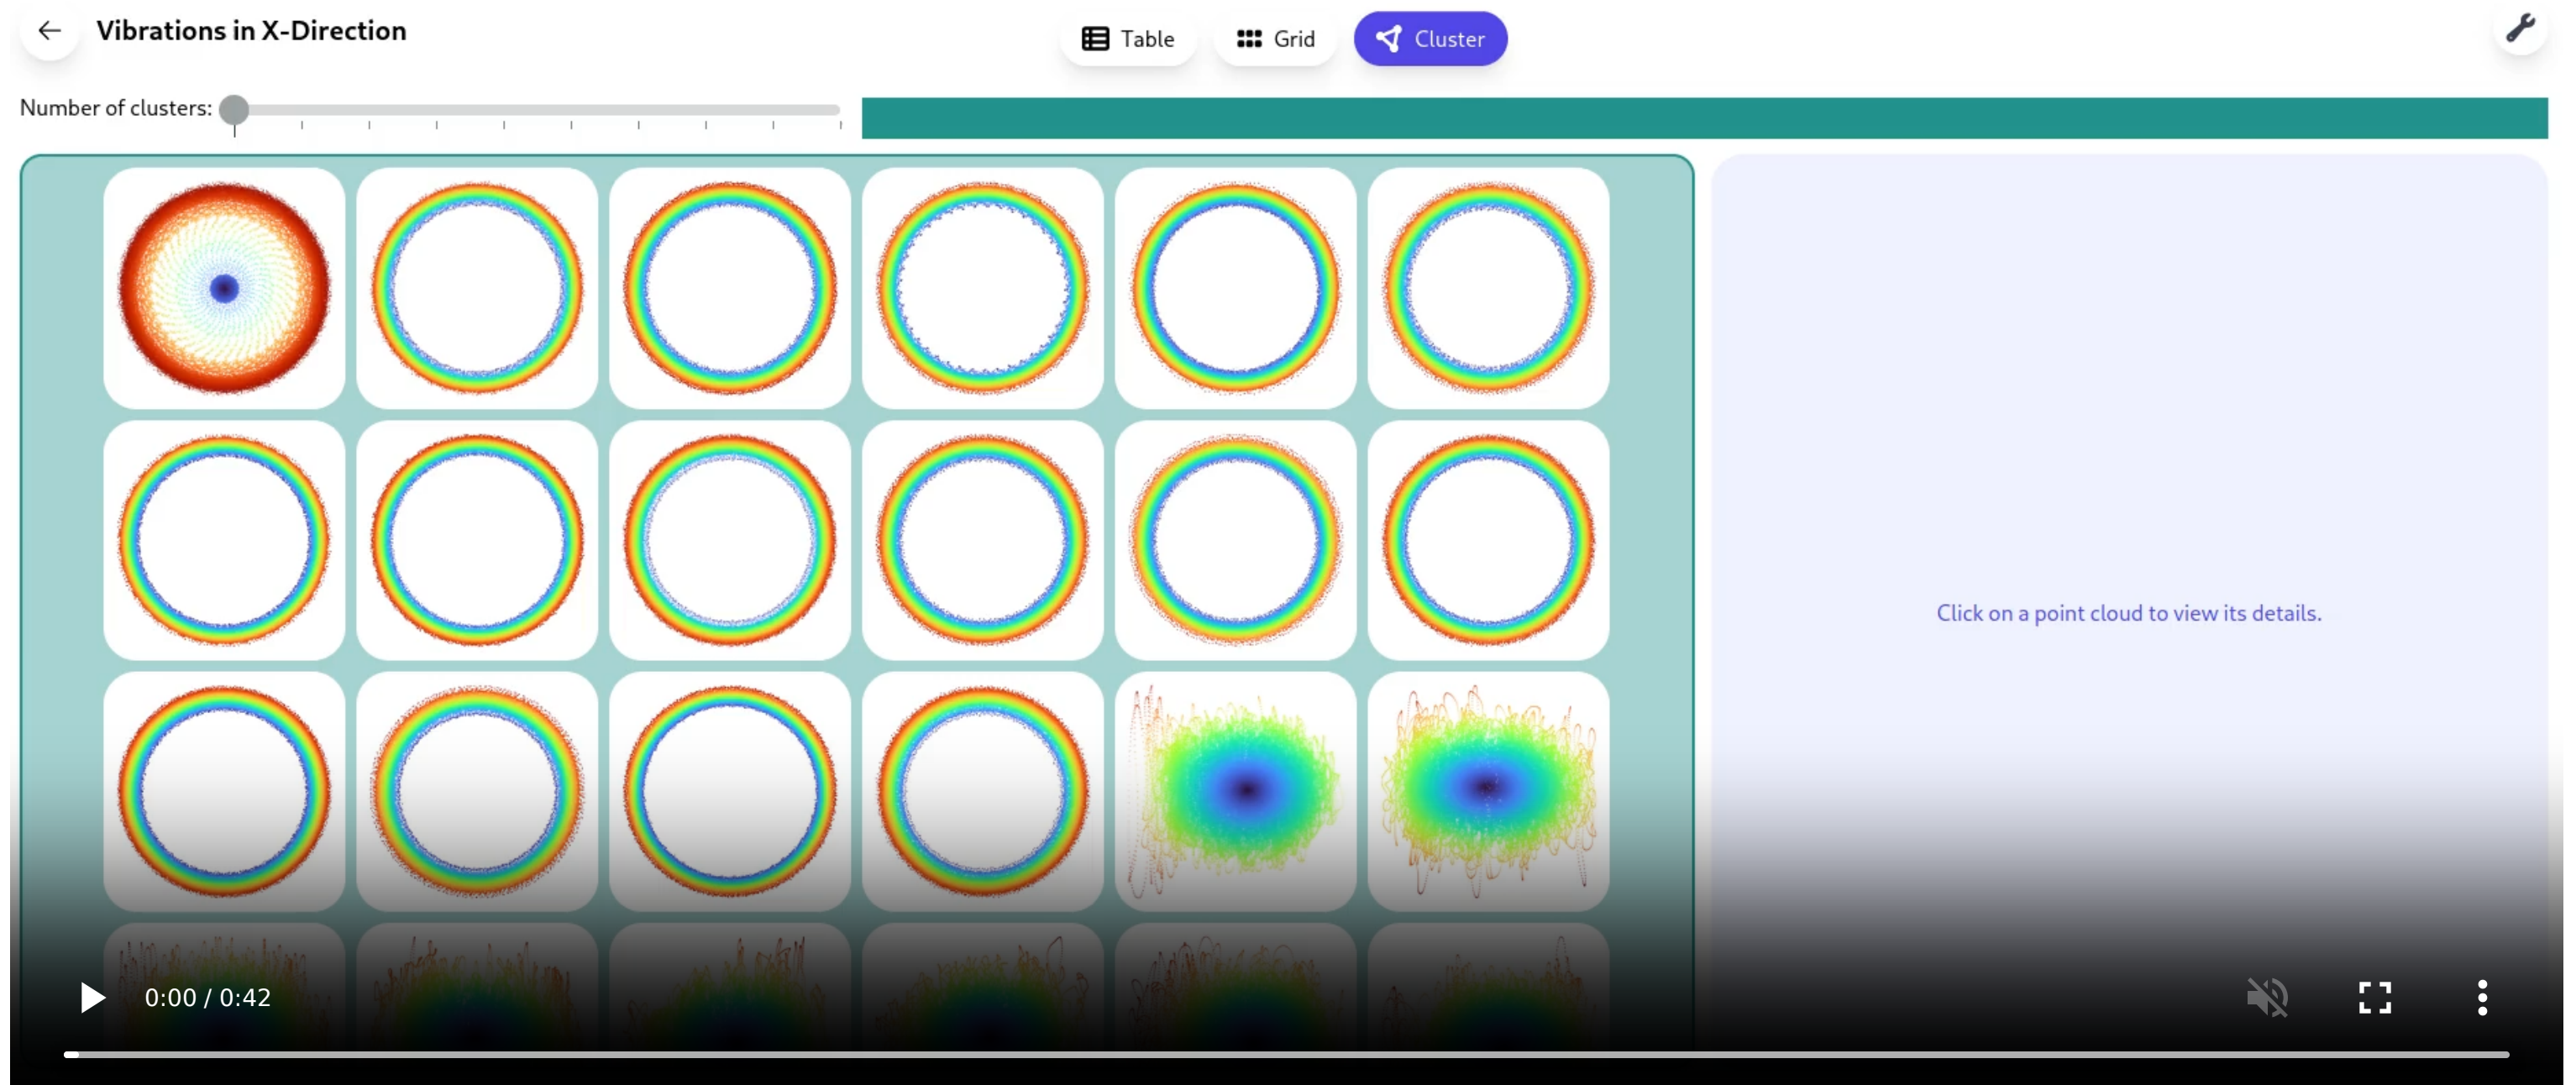 Vibrations in X-Direction
Table
Grid
Cluster
Number of clusters:
Click on a point cloud to view its details.
0:00 / 0:42